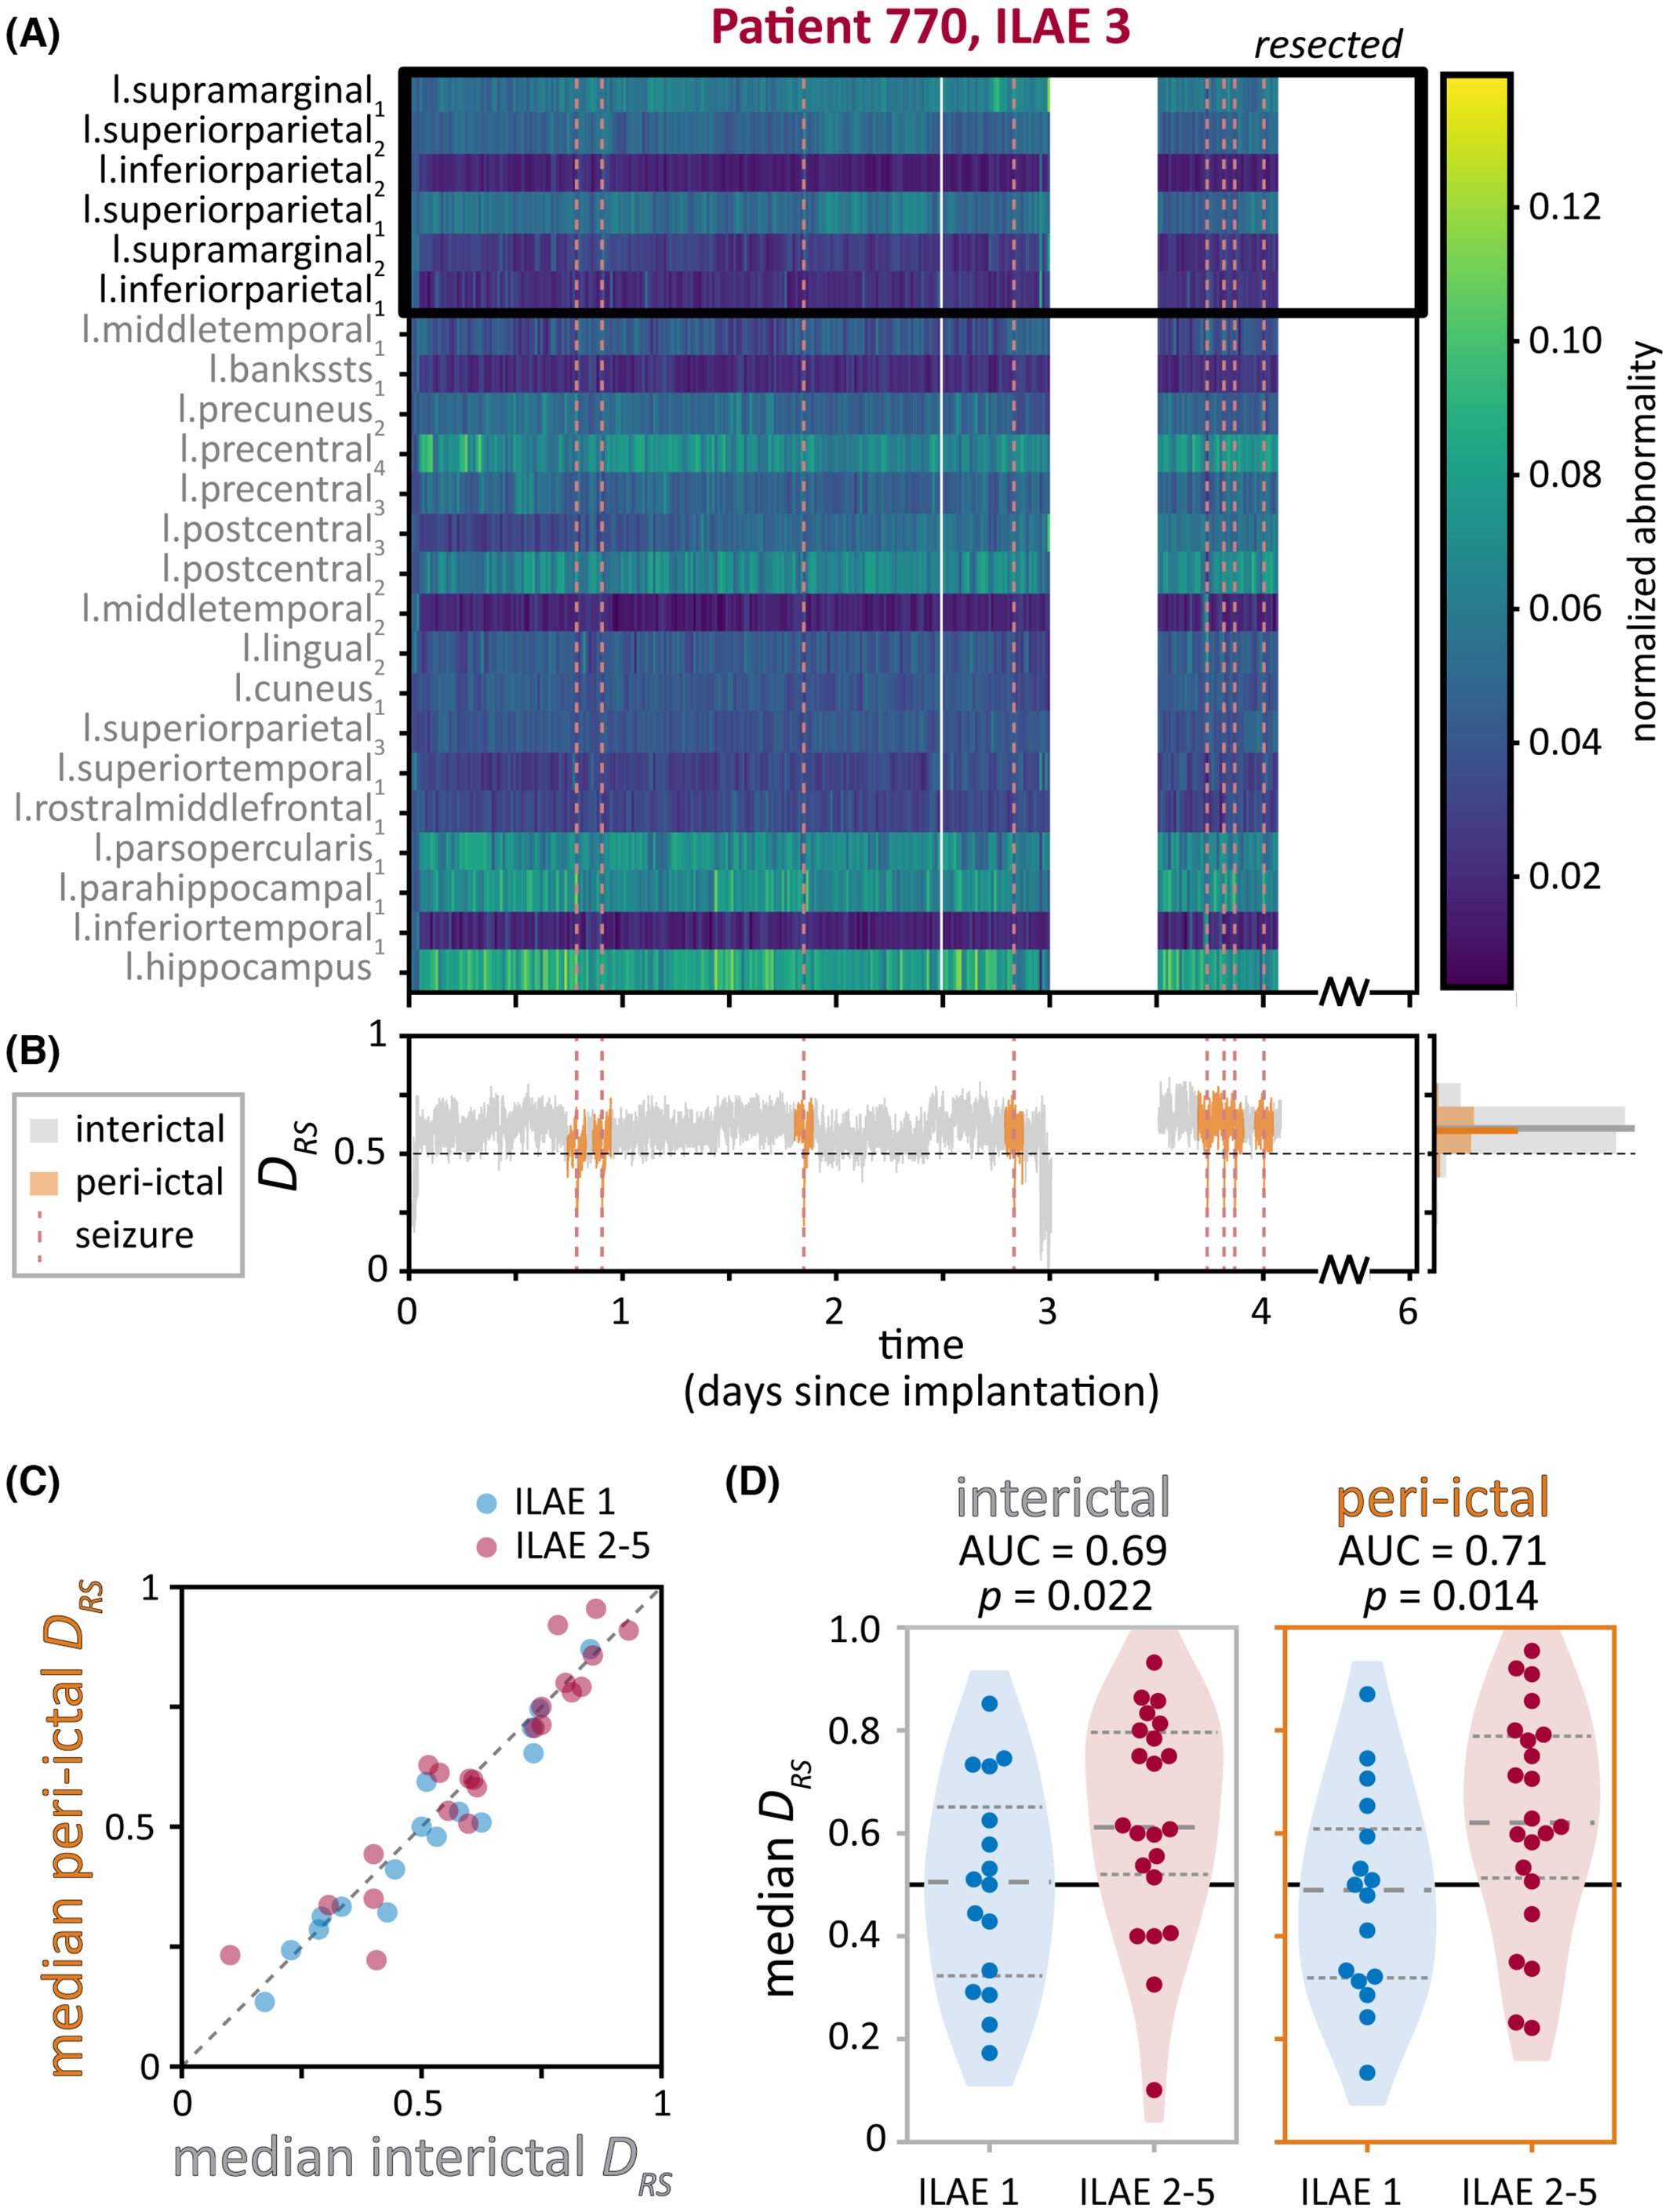 (A)
Patient 770, ILAE 3
resected
l.supramarginal1
l.superiorparietal2
l.inferiorparietal2
l.superiorparietal1
l.supramarginal2
l.inferiorparietal1
l.middletemporal1
l.bankssts1
l.precuneus2
l.precentral4
l.precentral3
l.postcentral3
l.postcentral2
l.middletemporal2
l.lingual2
l.cuneus1
l.superiorparietal3
l.superiortemporal1
l.rostralmiddlefrontal1
l.parsopercularis1
l.parahippocampal1
l.inferiortemporal1
l.hippocampus
0.12
0.10
0.08
0.06
0.04
0.02
normalized abnormality
(B)
interictal
peri-ictal
seizure
DRS
1
0.5
0
0 1 2 3 4 6
time
(days since implantation)
(C)
ILAE 1
ILAE 2-5
median peri-ictal DRS
1
0.5
0
0 0.5 1
median interictal DRS
(D)
interictal
AUC = 0.69
p = 0.022
peri-ictal
AUC = 0.71
p = 0.014
median DRS
1.0
0.8
0.6
0.4
0.2
0
ILAE 1 ILAE 2-5 ILAE 1 ILAE 2-5